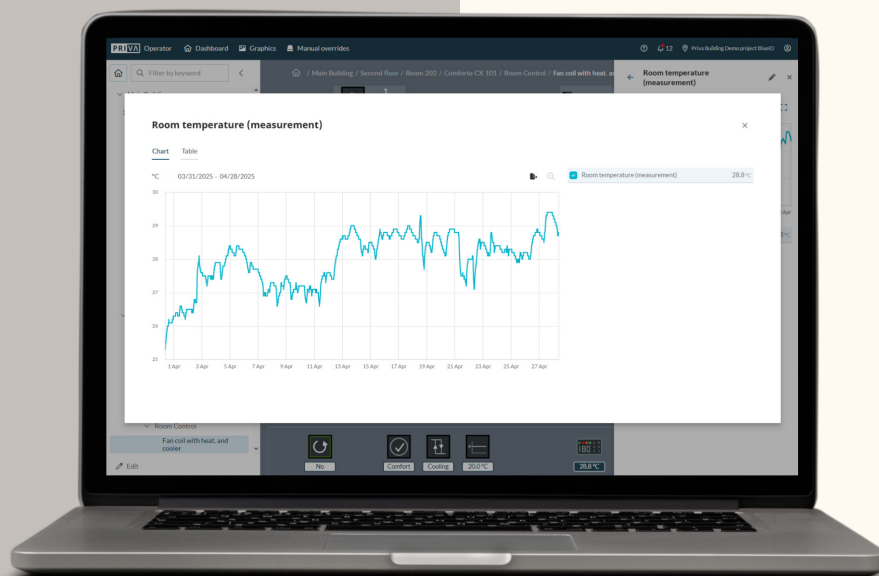 PRIVA Operator Dashboard Graphics Manual overrides 12 Priva Building Demo project BlueID
Filter by keyword
/ Main Building / Second floor / Room 202 / Comforte CX 101 / Room Control / Fan coil with heat. a
Room temperature
(measurement)
1
Room temperature (measurement)
Chart Table
°C 03/31/2025 - 04/28/2025
Room temperature (measurement) 28.8 °C
30
29
28
27
26
25
1 Apr 3 Apr 5 Apr 7 Apr 9 Apr 11 Apr 13 Apr 15 Apr 17 Apr 19 Apr 21 Apr 23 Apr 25 Apr 27 Apr
Apr
Room Control
Fan coil with heat. and
cooler
Edit
No Comfort Cooling 20.0 °C 28.8 °C